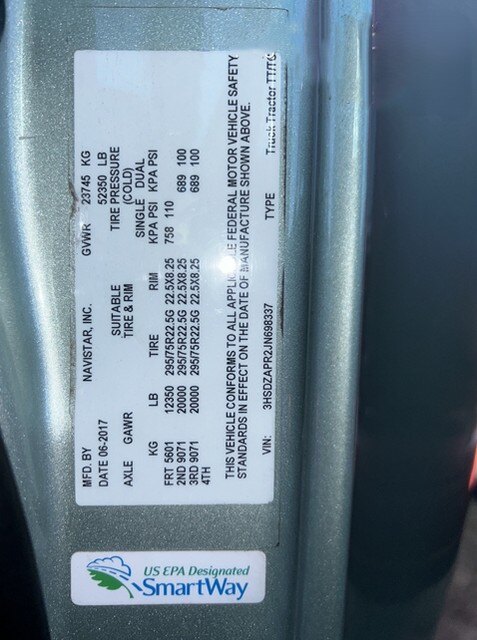 MFD. BY NAVISTAR, INC. GVWR 23745 KG
DATE 06-2017 52350 LB
SUITABLE TIRE PRESSURE
AXLE GAWR TIRE & RIM (COLD)
SINGLE DUAL
KG LB TIRE RIM KPA PSI KPA PSI
FRT 5601 12350 295/75R22.5G 22.5X8.25 758 110
2ND 9071 20000 295/75R22.5G 22.5X8.25 689 100
3RD 9071 20000 295/75R22.5G 22.5X8.25 689 100
4TH
THIS VEHICLE CONFORMS TO ALL APPLICABLE FEDERAL MOTOR VEHICLE SAFETY
STANDARDS IN EFFECT ON THE DATE OF MANUFACTURE SHOWN ABOVE.
VIN: 3HSDZAPR2JN698337 TYPE Truck Tractor TT/TC
US EPA Designated
SmartWay